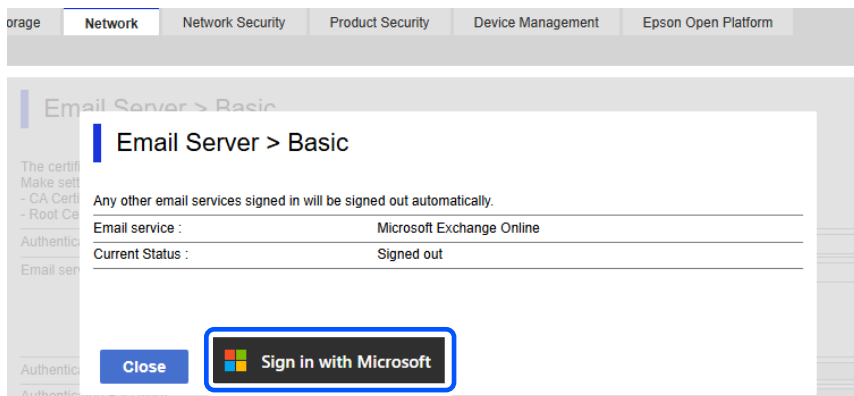 orage Network Network Security Product Security Device Management Epson Open Platform
Email Server > Basic
Email Server > Basic
The certifi
Make sett
- CA Certi
- Root Ce
Any other email services signed in will be signed out automatically.
Email service : Microsoft Exchange Online
Authentica
Current Status : Signed out
Email serv
Close Sign in with Microsoft
Authentica